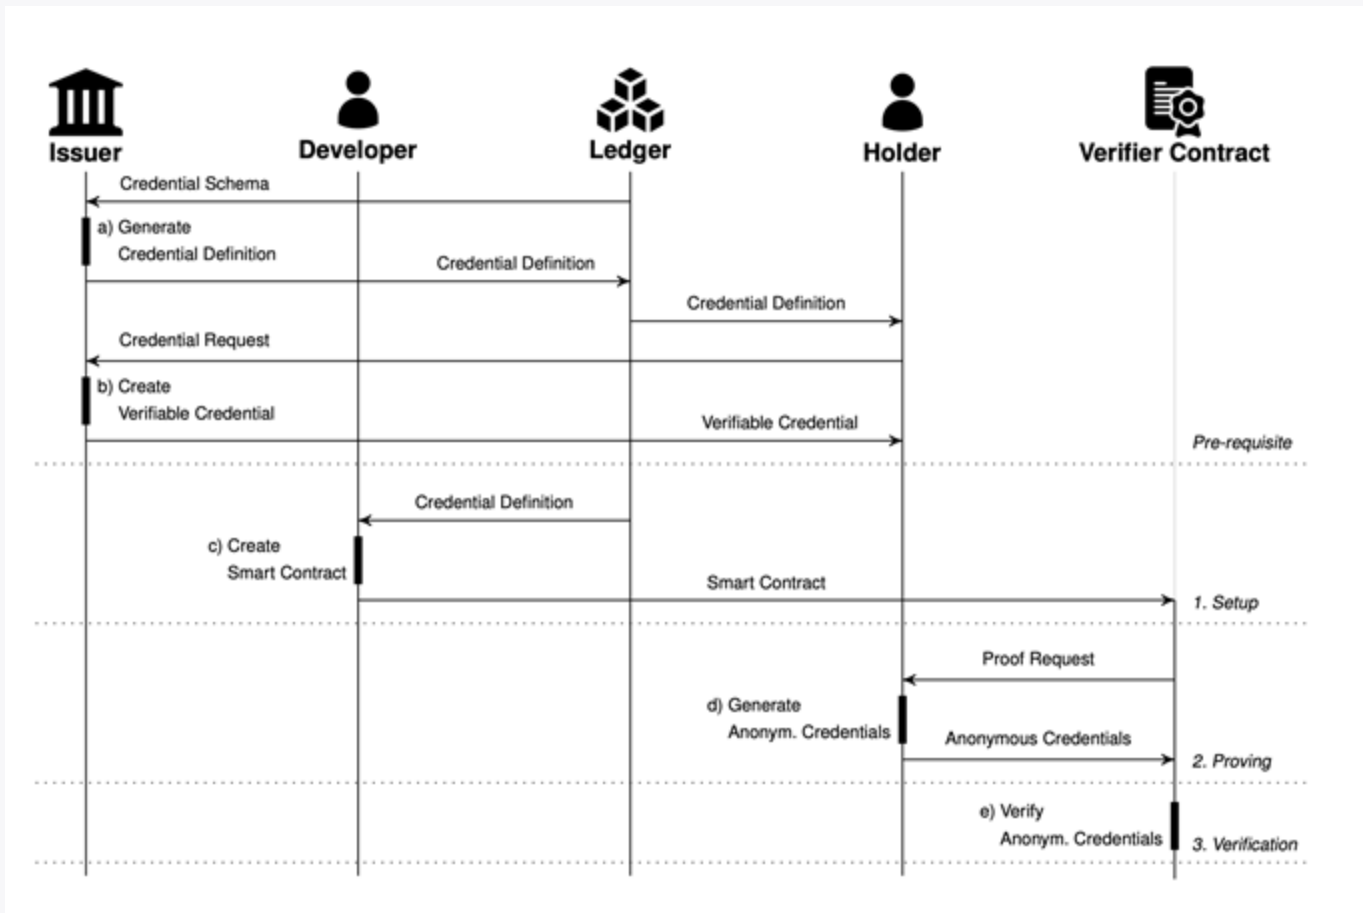 Issuer
Developer
Ledger
Holder
Verifier Contract
Credential Schema
a) Generate
Credential Definition
Credential Definition
Credential Definition
Credential Request
b) Create
Verifiable Credential
Verifiable Credential
Pre-requisite
Credential Definition
c) Create
Smart Contract
Smart Contract
1. Setup
Proof Request
d) Generate
Anonym. Credentials
Anonymous Credentials
2. Proving
e) Verify
Anonym. Credentials
3. Verification